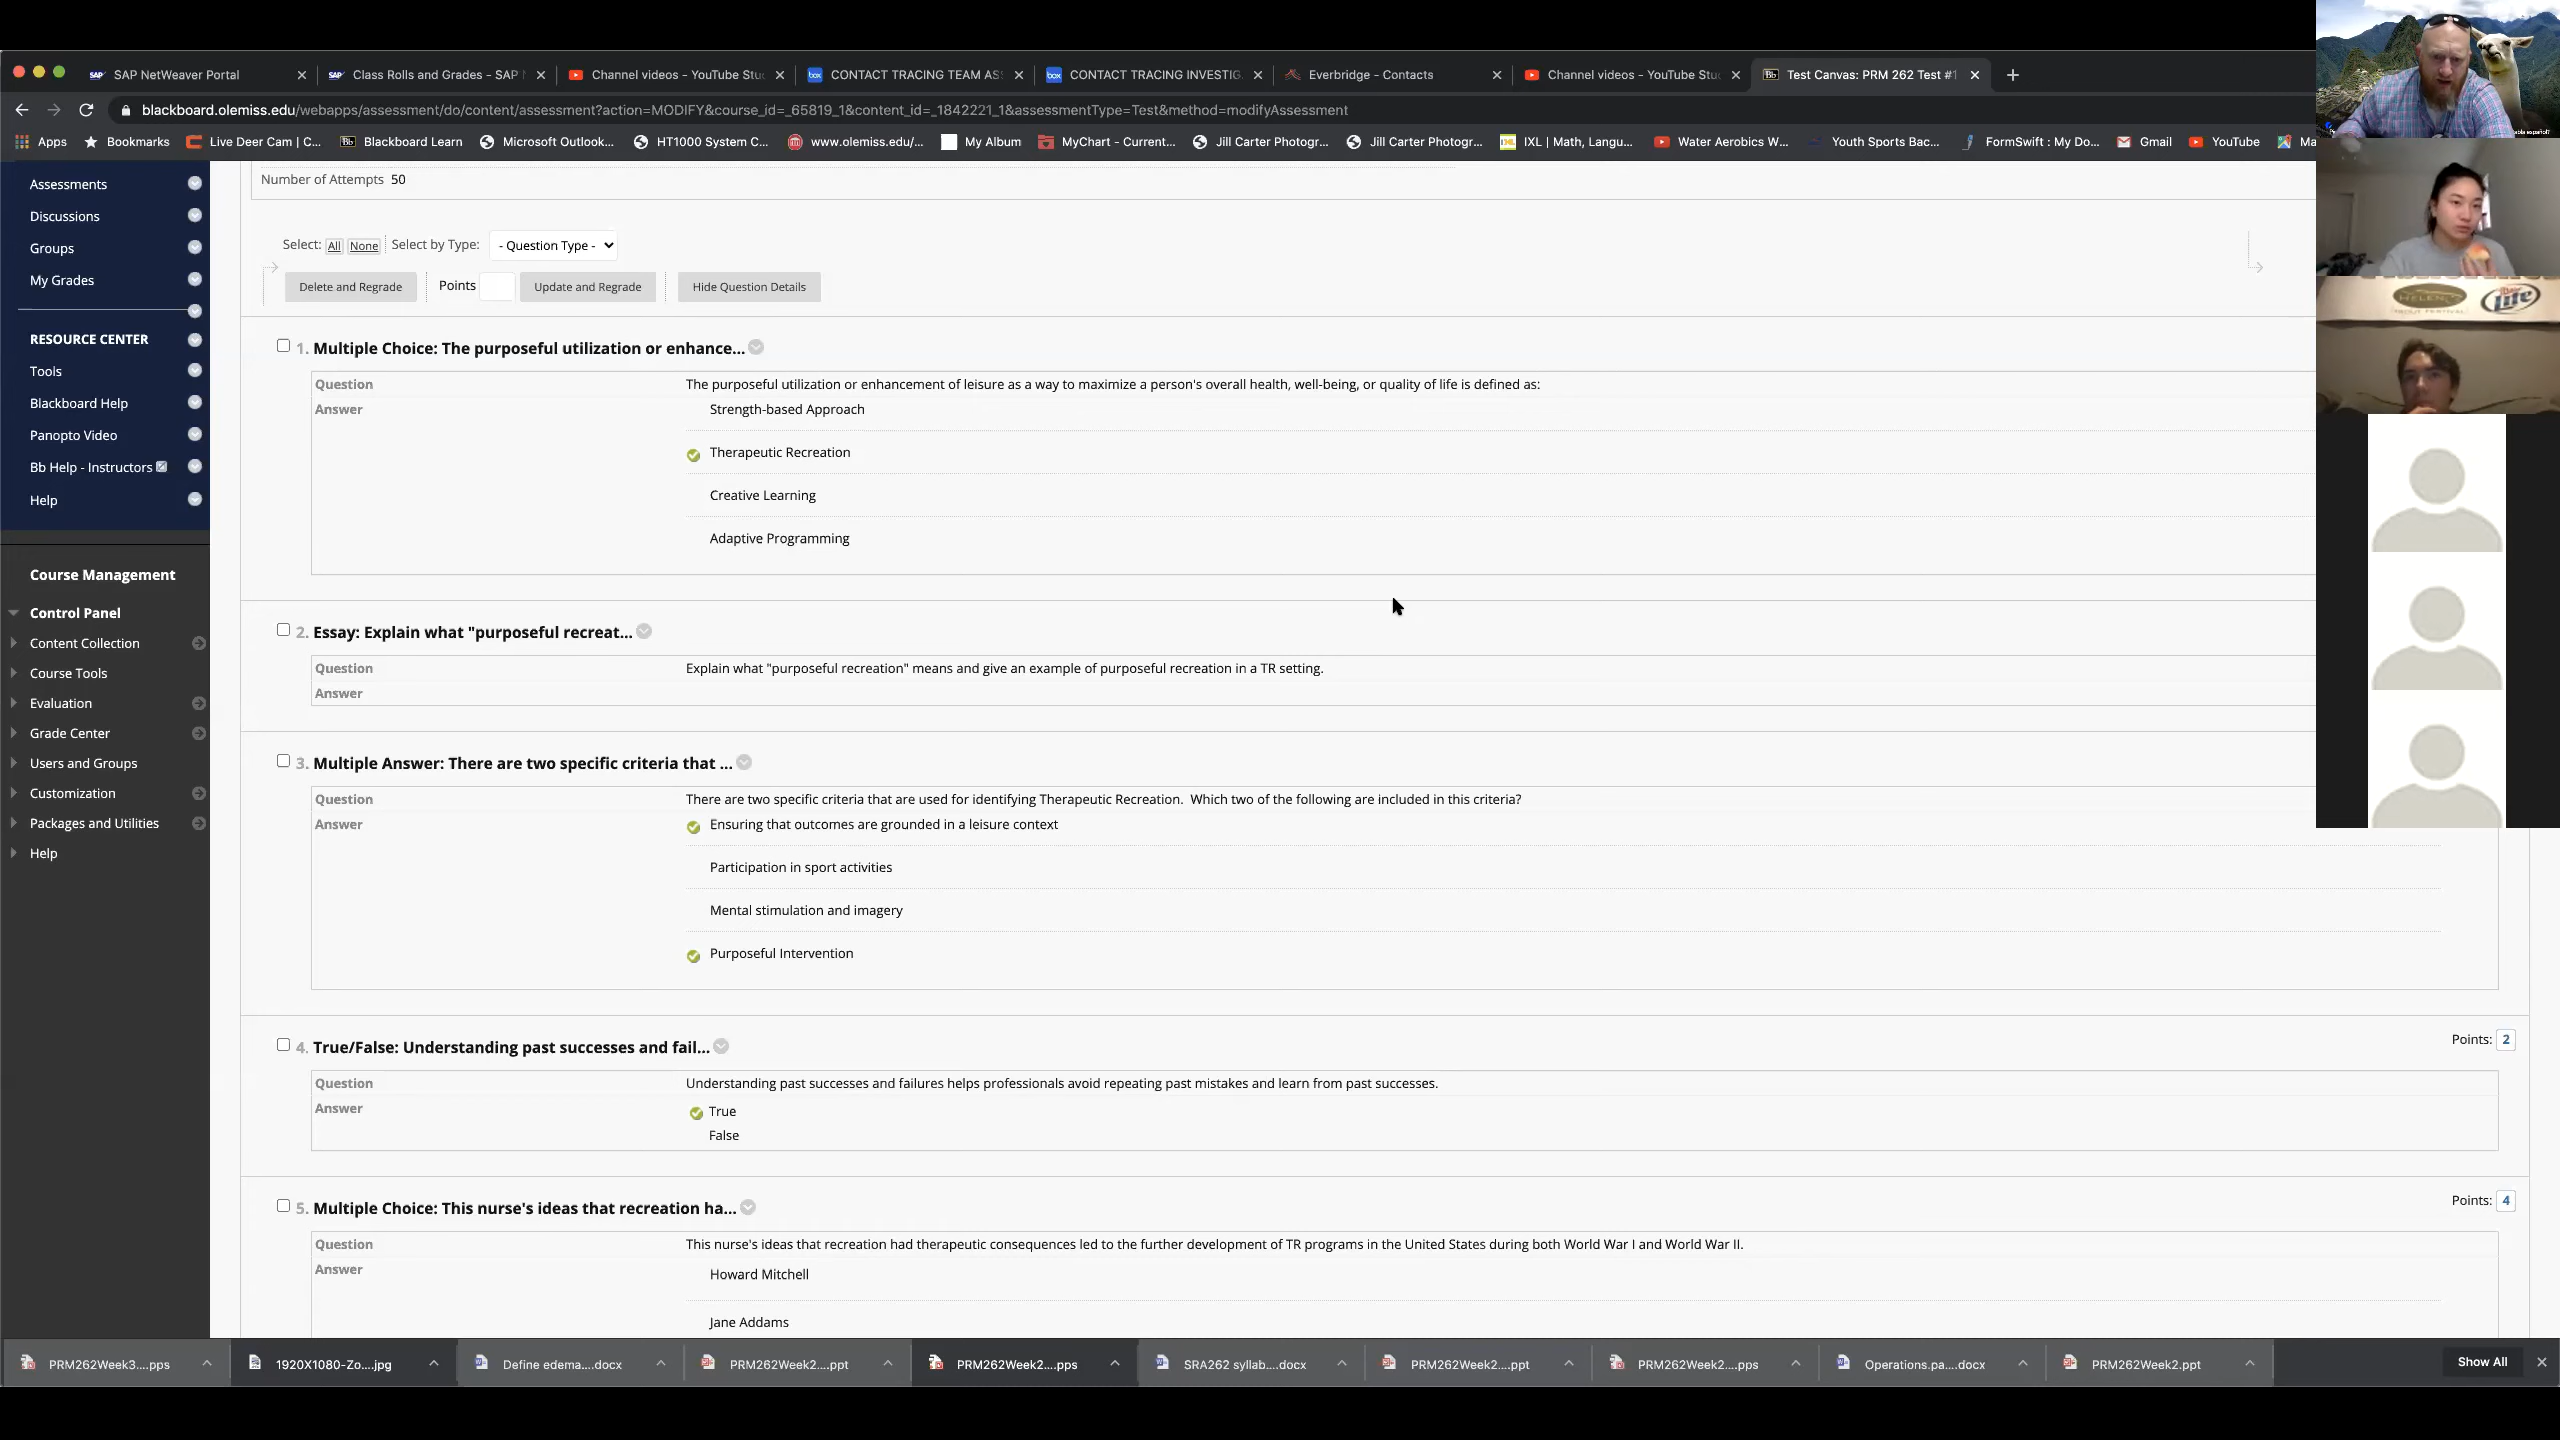 SAP NetWeaver Portal
Class Rolls and Grades - SAP
Channel videos - YouTube Stu
CONTACT TRACING TEAM AS
CONTACT TRACING INVESTIG
Everbridge - Contacts
Channel videos - YouTube Stu
Test Canvas: PRM 262 Test #1
blackboard.olemiss.edu/webapps/assessment/do/content/assessment?action=MODIFY&course_id=_65819_1&content_id=_1842221_1&assessmentType=Test&method=modifyAssessment
Apps
Bookmarks
Live Deer Cam | C...
Blackboard Learn
Microsoft Outlook...
HT1000 System C...
www.olemiss.edu/...
My Album
MyChart - Current...
Jill Carter Photogr...
Jill Carter Photogr...
IXL | Math, Langu...
Water Aerobics W...
Youth Sports Bac...
FormSwift : My Do...
Gmail
YouTube
Ma
Assessments
Discussions
Groups
My Grades
RESOURCE CENTER
Tools
Blackboard Help
Panopto Video
Bb Help - Instructors
Help
Course Management
Control Panel
Content Collection
Course Tools
Evaluation
Grade Center
Users and Groups
Customization
Packages and Utilities
Help
Number of Attempts 50
Select: All None Select by Type: - Question Type -
Delete and Regrade Points Update and Regrade Hide Question Details
1. Multiple Choice: The purposeful utilization or enhance...
Question The purposeful utilization or enhancement of leisure as a way to maximize a person's overall health, well-being, or quality of life is defined as:
Answer Strength-based Approach
Therapeutic Recreation
Creative Learning
Adaptive Programming
2. Essay: Explain what "purposeful recreat...
Question Explain what "purposeful recreation" means and give an example of purposeful recreation in a TR setting.
Answer
3. Multiple Answer: There are two specific criteria that ...
Question There are two specific criteria that are used for identifying Therapeutic Recreation. Which two of the following are included in this criteria?
Answer Ensuring that outcomes are grounded in a leisure context
Participation in sport activities
Mental stimulation and imagery
Purposeful Intervention
4. True/False: Understanding past successes and fail...
Points: 2
Question Understanding past successes and failures helps professionals avoid repeating past mistakes and learn from past successes.
Answer True
False
5. Multiple Choice: This nurse's ideas that recreation ha...
Points: 4
Question This nurse's ideas that recreation had therapeutic consequences led to the further development of TR programs in the United States during both World War I and World War II.
Answer Howard Mitchell
Jane Addams
Lite
PRM262Week3....pps
1920X1080-Zo....jpg
Define edema....docx
PRM262Week2....ppt
PRM262Week2....pps
SRA262 syllab....docx
PRM262Week2....ppt
PRM262Week2....pps
Operations.pa....docx
PRM262Week2.ppt
Show All